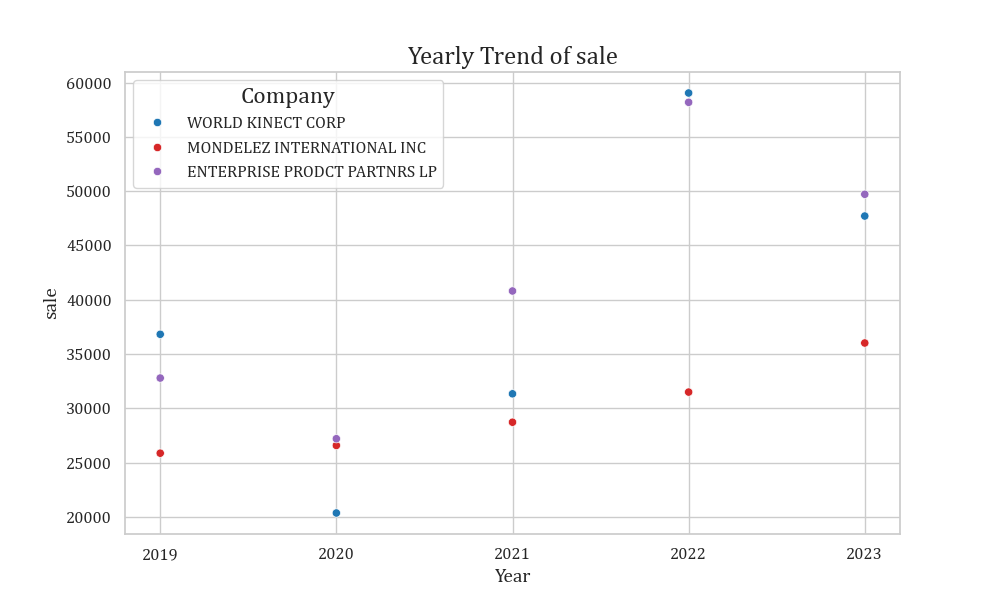 Yearly Trend of sale
Company
WORLD KINECT CORP
MONDELEZ INTERNATIONAL INC
ENTERPRISE PRODCT PARTNRS LP
60000
55000
50000
45000
40000
35000
30000
25000
20000
sale
2019 2020 2021 2022 2023
Year